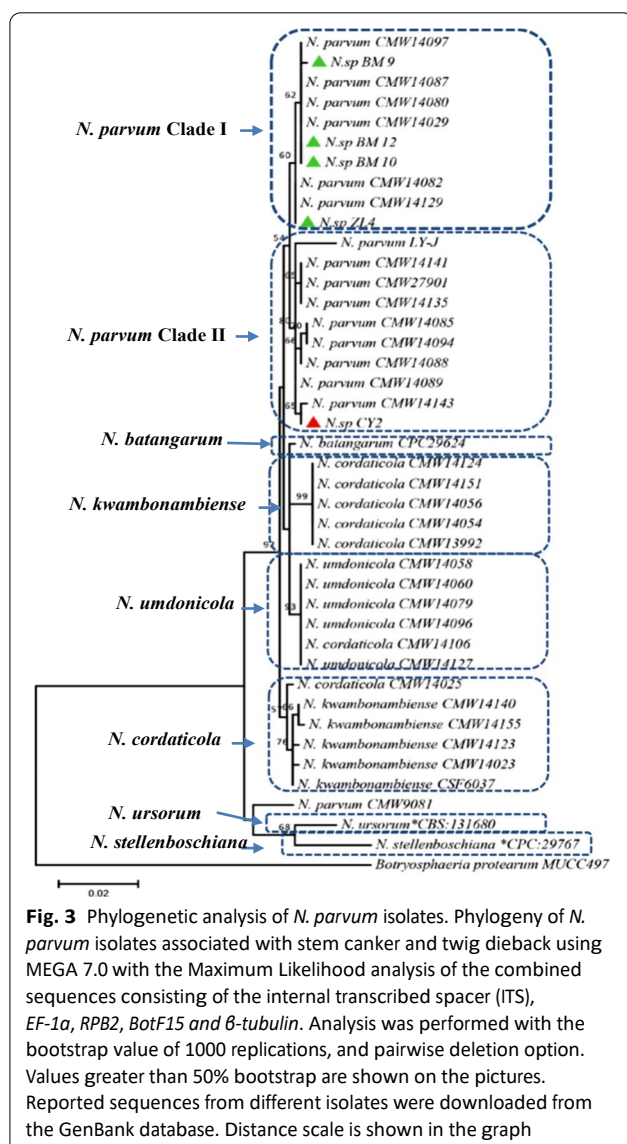 N. parvum CMW14097
N.sp BM 9
N. parvum CMW14087
62
N. parvum CMW14080
N. parvum CMW14029
N. parvum Clade I
N.sp BM 12
N.sp BM 10
60
N. parvum CMW14082
N. parvum CMW14129
N.sp ZL4
54
N. parvum LY-J
N. parvum CMW14141
65
N. parvum CMW27901
N. parvum CMW14135
N. parvum CMW14085
N. parvum Clade II
66
N. parvum CMW14094
N. parvum CMW14088
N. parvum CMW14089
65
N. parvum CMW14143
N.sp CY2
N. batangarum
N. batangarum CPC29624
N. cordaticola CMW14124
N. cordaticola CMW14151
99
N. kwambonambiense
N. cordaticola CMW14056
N. cordaticola CMW14054
N. cordaticola CMW13992
N. umdonicola CMW14058
N. umdonicola CMW14060
N. umdonicola
N. umdonicola CMW14079
93
N. umdonicola CMW14096
N. cordaticola CMW14106
N. umdonicola CMW14127
N. cordaticola CMW14025
N. kwambonambiense CMW14140
N. kwambonambiense CMW14155
N. cordaticola
76
N. kwambonambiense CMW14123
N. kwambonambiense CMW14023
N. kwambonambiense CSF6037
N. ursorum
N. parvum CMW9081
68
N. ursorum*CBS:131680
N. stellenboschiana
N. stellenboschiana *CPC:29767
Botryosphaeria protearum MUCC497
0.02
Fig. 3 Phylogenetic analysis of N. parvum isolates. Phylogeny of N.
parvum isolates associated with stem canker and twig dieback using
MEGA 7.0 with the Maximum Likelihood analysis of the combined
sequences consisting of the internal transcribed spacer (ITS),
EF-1a, RPB2, BotF15 and β-tubulin. Analysis was performed with the
bootstrap value of 1000 replications, and pairwise deletion option.
Values greater than 50% bootstrap are shown on the pictures.
Reported sequences from different isolates were downloaded from
the GenBank database. Distance scale is shown in the graph